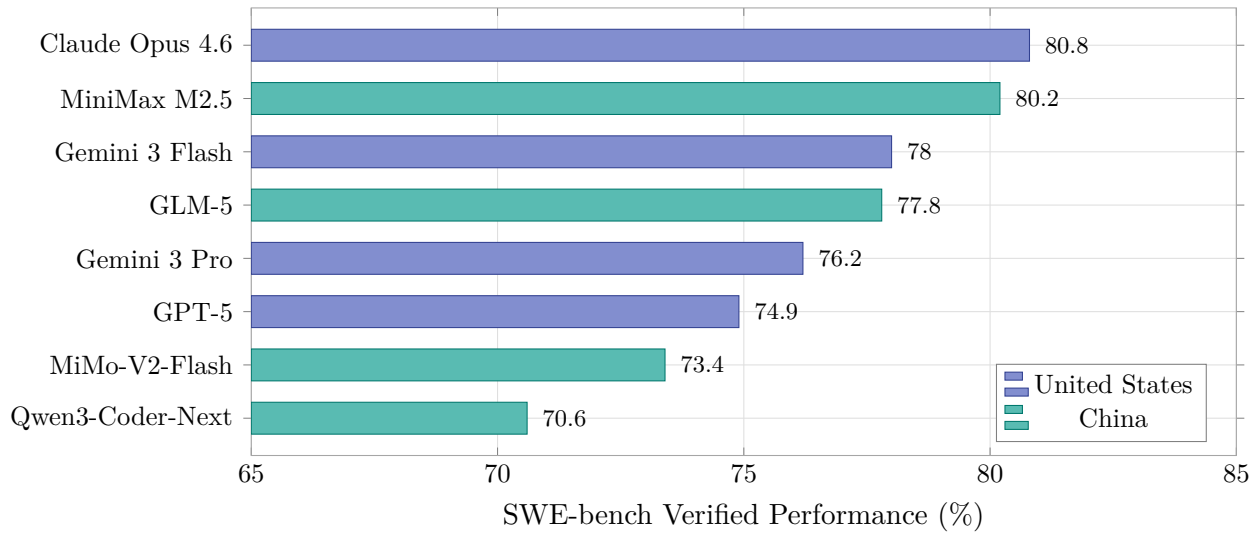 Claude Opus 4.6 80.8
MiniMax M2.5 80.2
Gemini 3 Flash 78
GLM-5 77.8
Gemini 3 Pro 76.2
GPT-5 74.9
MiMo-V2-Flash 73.4
Qwen3-Coder-Next 70.6
United States
China
65 70 75 80 85
SWE-bench Verified Performance (%)